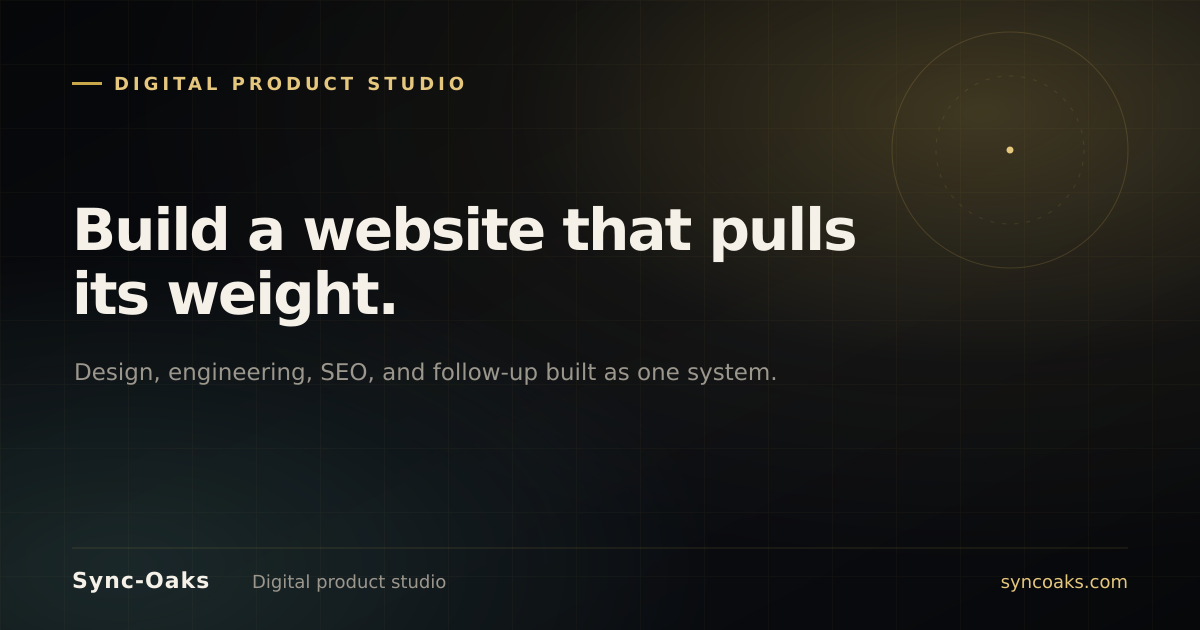 DIGITAL PRODUCT STUDIO
Build a website that pulls
its weight.
Design, engineering, SEO, and follow-up built as one system.
Sync-Oaks
Digital product studio
syncoaks.com